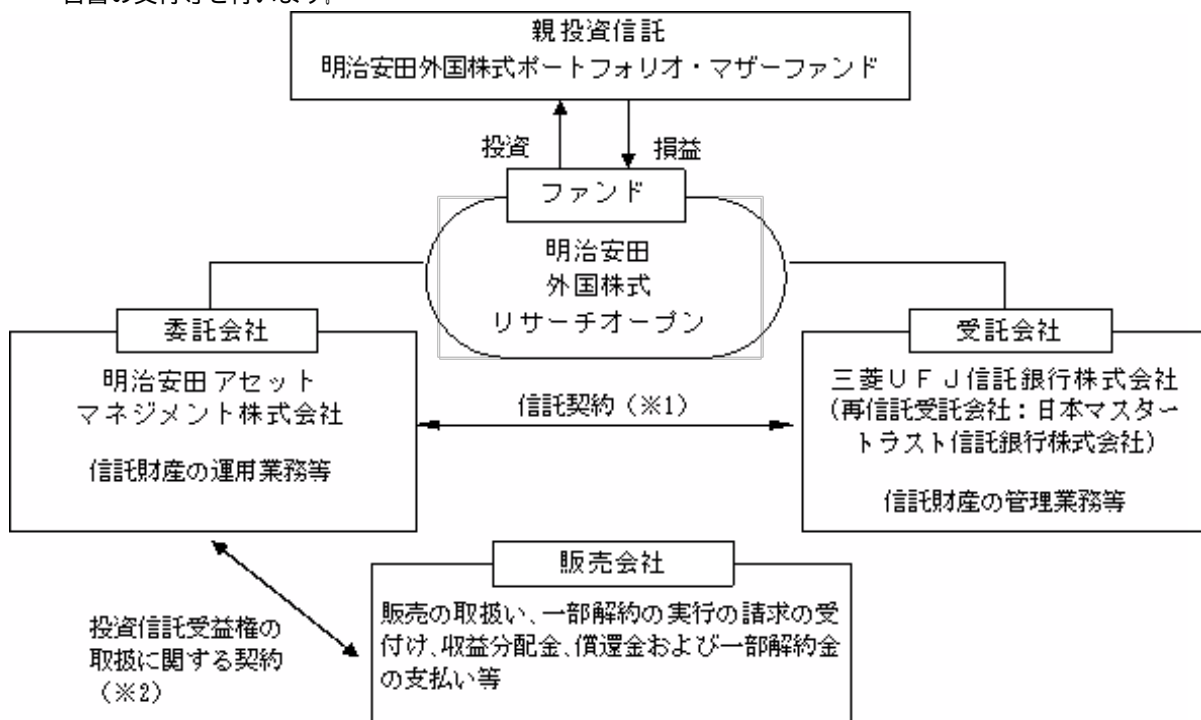 親投資信託
明治安田外国株式ポートフォリオ・マザーファンド
投資
損益
ファンド
明治安田
外国株式
リサーチオープン
委託会社
明治安田アセット
マネジメント株式会社
信託財産の運用業務等
信託契約（※1）
受託会社
三菱ＵＦＪ信託銀行株式会社
(再信託受託会社：日本マスタートラスト信託銀行株式会社)
信託財産の管理業務等
投資信託受益権の
取扱に関する契約
（※2）
販売会社
販売の取扱い、一部解約の実行の請求の受
付け、収益分配金、償還金および一部解約金
の支払い等